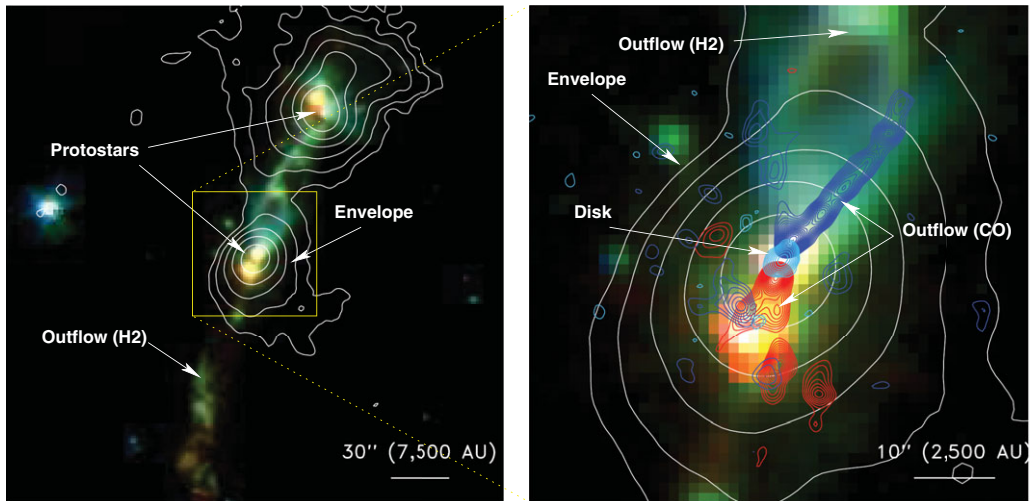 Protostars
Envelope
Outflow (H2)
30'' (7,500 AU)
Outflow (H2)
Envelope
Disk
Outflow (CO)
10'' (2,500 AU)